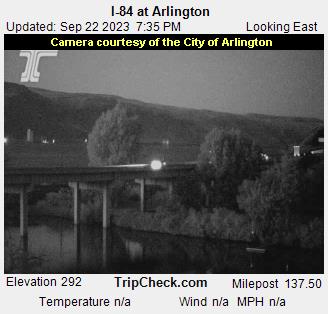 I-84 at Arlington
Updated: Sep 22 2023 7:35 PM Looking East
Camera courtesy of the City of Arlington
Elevation 292 TripCheck.com Milepost 137.50
Temperature n/a Wind n/a MPH n/a